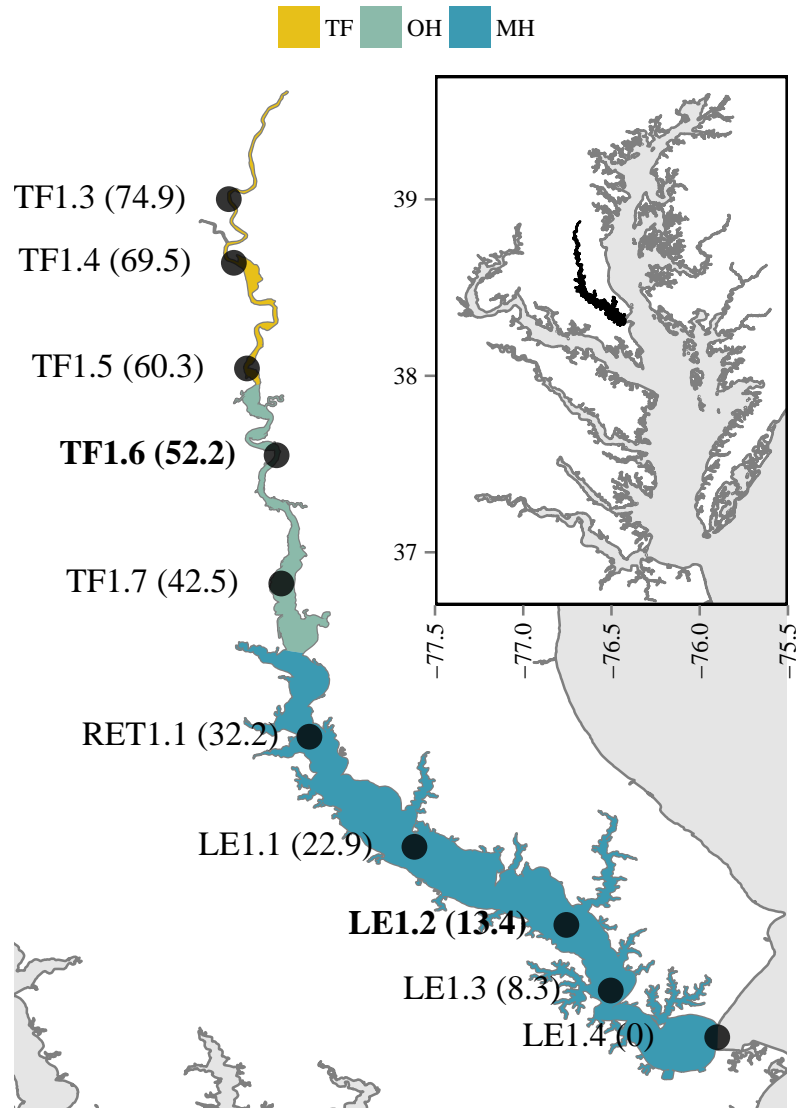 TF OH MH
TF1.3 (74.9)
39
TF1.4 (69.5)
TF1.5 (60.3)
38
TF1.6 (52.2)
37
TF1.7 (42.5)
−77.5 −77.0 −76.5 −76.0 −75.5
RET1.1 (32.2)
LE1.1 (22.9)
LE1.2 (13.4)
LE1.3 (8.3)
LE1.4 (0)